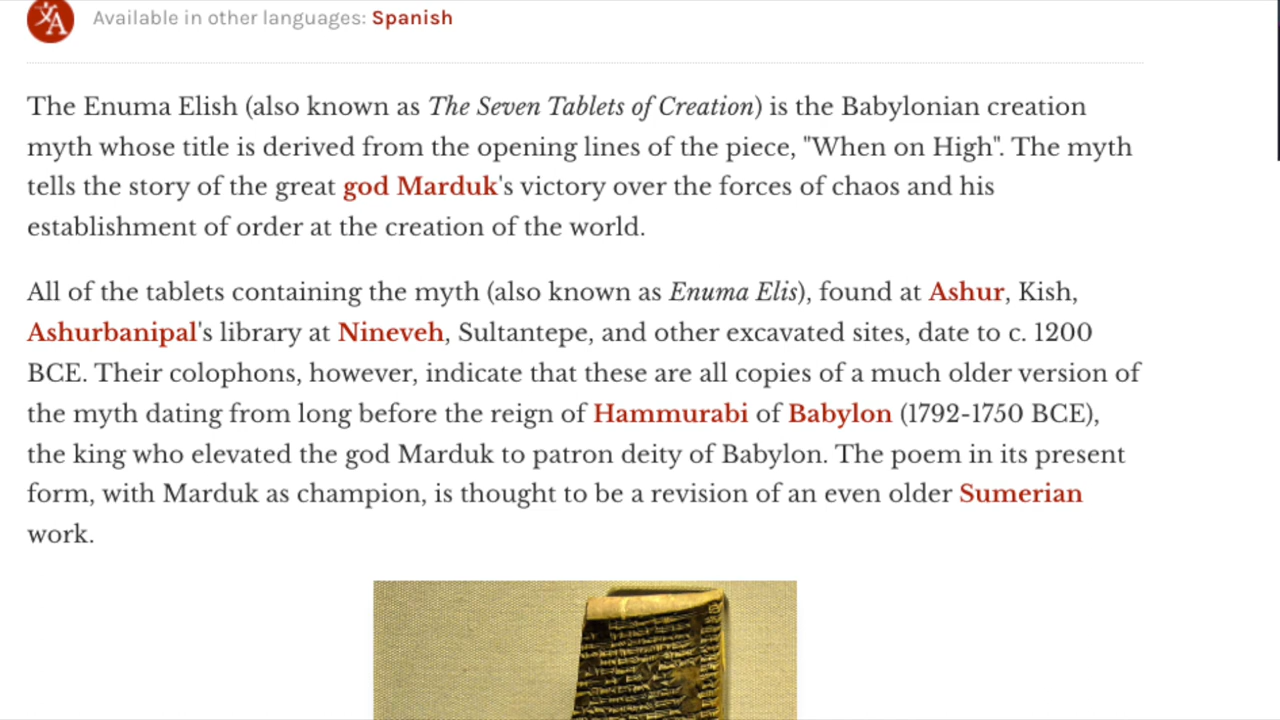 Available in other languages: Spanish
The Enuma Elish (also known as The Seven Tablets of Creation) is the Babylonian creation
myth whose title is derived from the opening lines of the piece, "When on High". The myth
tells the story of the great god Marduk's victory over the forces of chaos and his
establishment of order at the creation of the world.
All of the tablets containing the myth (also known as Enuma Elis), found at Ashur, Kish,
Ashurbanipal's library at Nineveh, Sultantepe, and other excavated sites, date to c. 1200
BCE. Their colophons, however, indicate that these are all copies of a much older version of
the myth dating from long before the reign of Hammurabi of Babylon (1792-1750 BCE),
the king who elevated the god Marduk to patron deity of Babylon. The poem in its present
form, with Marduk as champion, is thought to be a revision of an even older Sumerian
work.